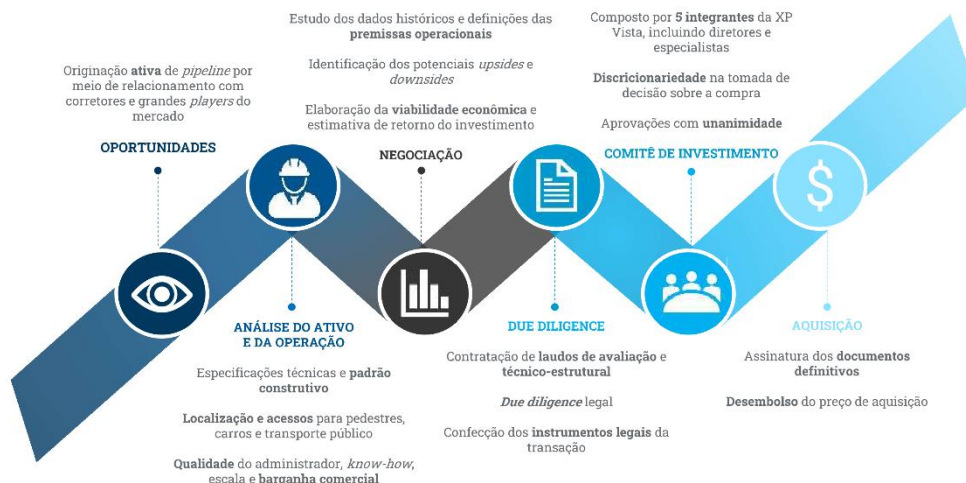 Originação ativa de pipeline por
meio de relacionamento com
corretores e grandes players do
mercado
OPORTUNIDADES
ANÁLISE DO ATIVO
E DA OPERAÇÃO
Especificações técnicas e padrão
construtivo
Localização e acessos para pedestres,
carros e transporte público
Qualidade do administrador, know-how,
escala e barganha comercial
Estudo dos dados históricos e definições das
premissas operacionais
Identificação dos potenciais upsides e
downsides
Elaboração da viabilidade econômica e
estimativa de retorno do investimento
NEGOCIAÇÃO
DUE DILIGENCE
Contratação de laudos de avaliação e
técnico-estrutural
Due diligence legal
Confecção dos instrumentos legais da
transação
Composto por 5 integrantes da XP
Vista, incluindo diretores e
especialistas
Discricionariedade na tomada de
decisão sobre a compra
Aprovações com unanimidade
COMITÊ DE INVESTIMENTO
$
AQUISIÇÃO
Assinatura dos documentos
definitivos
Desembolso do preço de aquisição